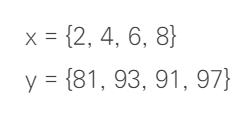 x = {2, 4, 6, 8}
y = {81, 93, 91, 97}